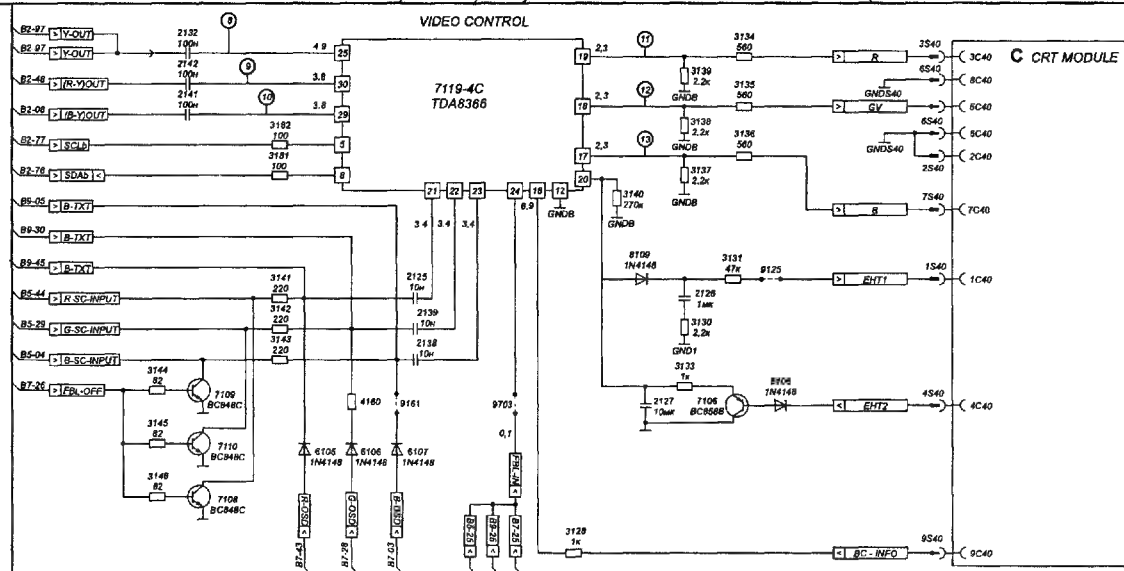 VIDEO CONTROL
C CRT MODULE
7119-4C
TDA8366
B2-97 > Y-OUT
B2-97 > Y-OUT
2132
100н
8
4.9
25
B2-48 > (R-Y)OUT
2142
100н
9
3.8
30
B2-08 > (B-Y)OUT
2141
100н
10
3.8
29
B2-77 > SCLb
3182
100
5
B2-76 > SDAb <
3181
100
8
B9-05 > B-TXT
B9-30 > B-TXT
B9-45 > B-TXT
B5-44 > R SC-INPUT
3141
220
B5-29 > G-SC-INPUT
3142
220
B5-04 > B-SC-INPUT
3143
220
B7-26 > FBL-OFF
3144
82
7109
BC848C
3145
82
7110
BC848C
3146
82
7108
BC848C
21 22 23 24 18 12
3.4 3.4 3.4 6,9
GNDB
2125
10н
2139
10н
2138
10н
4160
9161
9703
0,1
6105
1N4148
6106
1N4148
6107
1N4148
R-OSD <
G-OSD <
B-OSD <
FBL-IN <
B7-43
B7-28
B7-03
B9-26 <
B7-25 <
19
2,3
11
3134
560
> R
3S40
3C40
3139
2.2к
GNDB
6S40
8C40
GNDS40
18
2,3
12
3135
560
> GV
6C40
3138
2.2к
GNDB
6S40
5C40
GNDS40
2C40
2S40
17
2,3
13
3136
560
3137
2.2к
GNDB
> B
7S40
7C40
20
3140
270к
GNDB
8109
1N4148
3131
47к
9125
> EHT1
1S40
1C40
2126
1мк
3130
2,2к
GND1
3133
1к
2127
10мк
7106
BC858B
1N4148
< EHT2
4S40
4C40
3128
1к
< BC - INFO
9S40
9C40